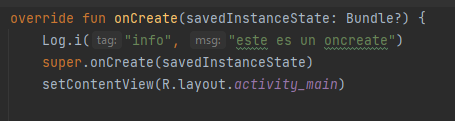 override fun onCreate(savedInstanceState: Bundle?) {
Log.i( tag: "info", msg: "este es un oncreate")
super.onCreate(savedInstanceState)
setContentView(R.layout.activity_main)